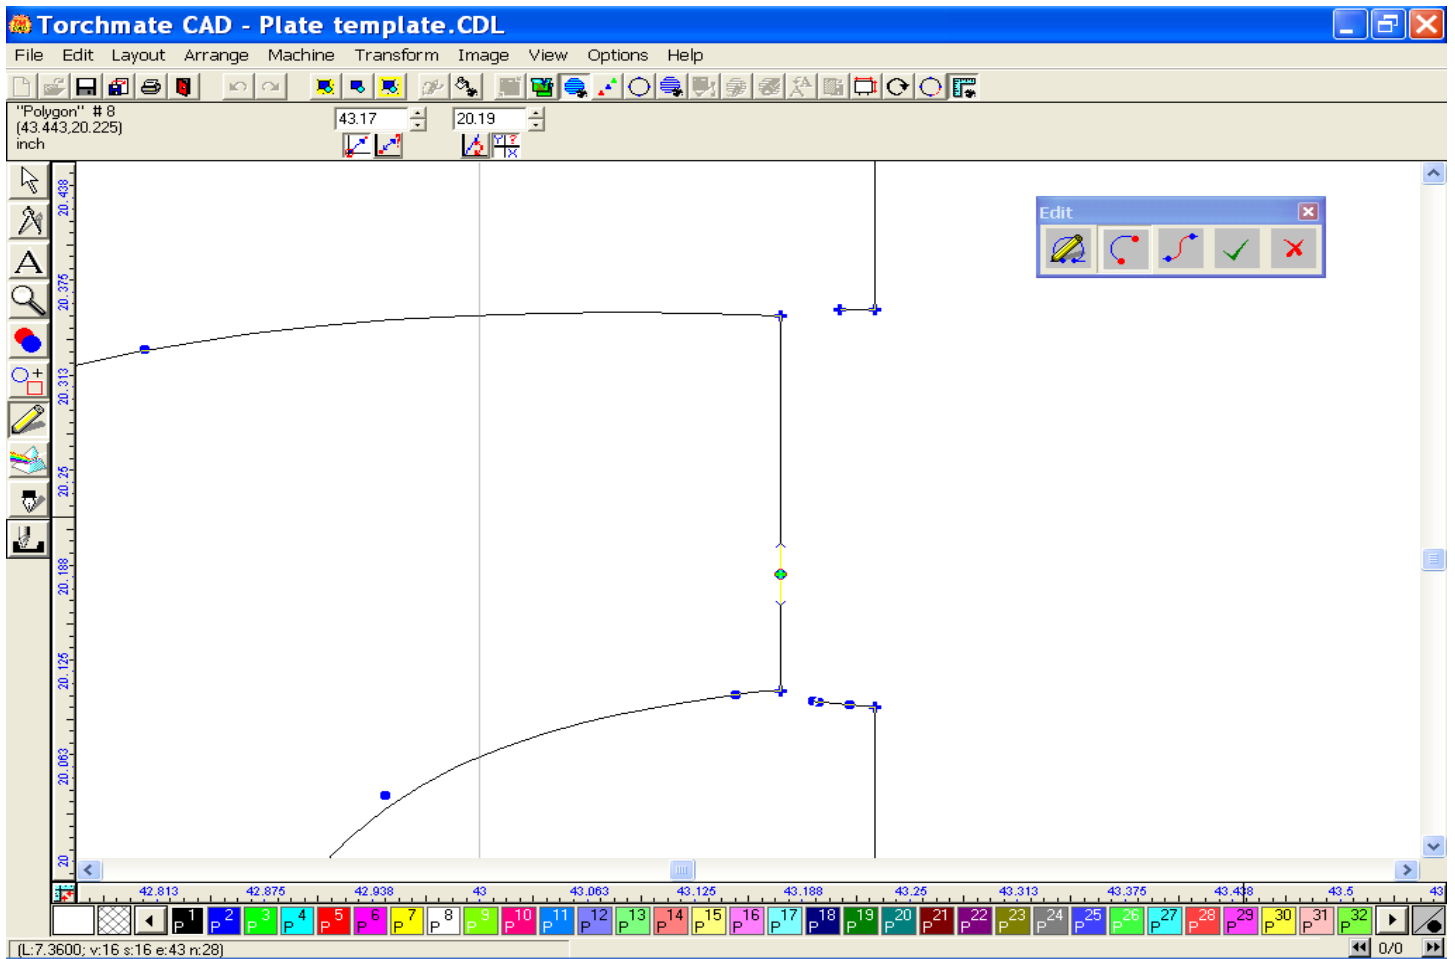 Torchmate CAD - Plate template.CDL
File Edit Layout Arrange Machine Transform Image View Options Help
"Polygon" # 8
(43.443,20.225)
inch
43.17 20.19
Edit
A
20.438
20.375
20.313
20.25
20.188
20.125
20.063
20
42.813 42.875 42.938 43 43.063 43.125 43.188 43.25 43.313 43.375 43.438 43.5 43
1 2 3 4 5 6 7 8 9 10 11 12 13 14 15 16 17 18 19 20 21 22 23 24 25 26 27 28 29 30 31 32
P P P P P P P P P P P P P P P P P P P P P P P P P P P P P P P P
(L:7.3600; v:16 s:16 e:43 n:28) 0/0